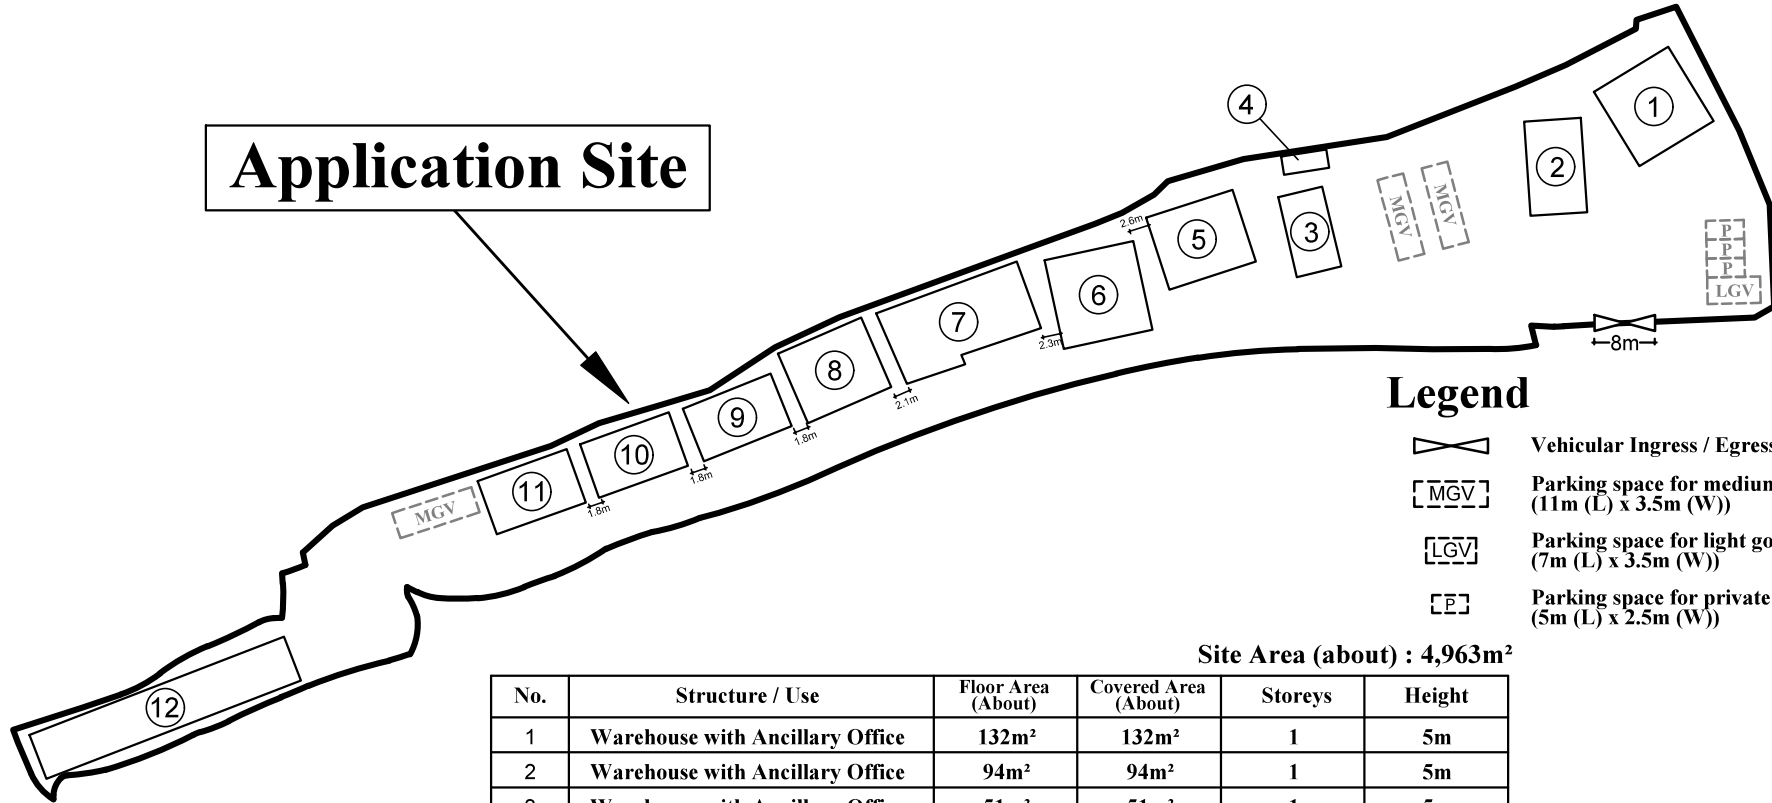 Application Site
1
4
2
3
MGV
MGV
P
P
P
LGV
2.6m
5
6
2.3m
8m
7
8
2.1m
9
1.8m
10
1.8m
11
1.8m
MGV
12
Legend
Vehicular Ingress / Egress
MGV
Parking space for medium
(11m (L) x 3.5m (W))
LGV
Parking space for light go
(7m (L) x 3.5m (W))
P
Parking space for private
(5m (L) x 2.5m (W))
Site Area (about) : 4,963m²
No. Structure / Use Floor Area (About) Covered Area (About) Storeys Height
1 Warehouse with Ancillary Office 132m² 132m² 1 5m
2 Warehouse with Ancillary Office 94m² 94m² 1 5m